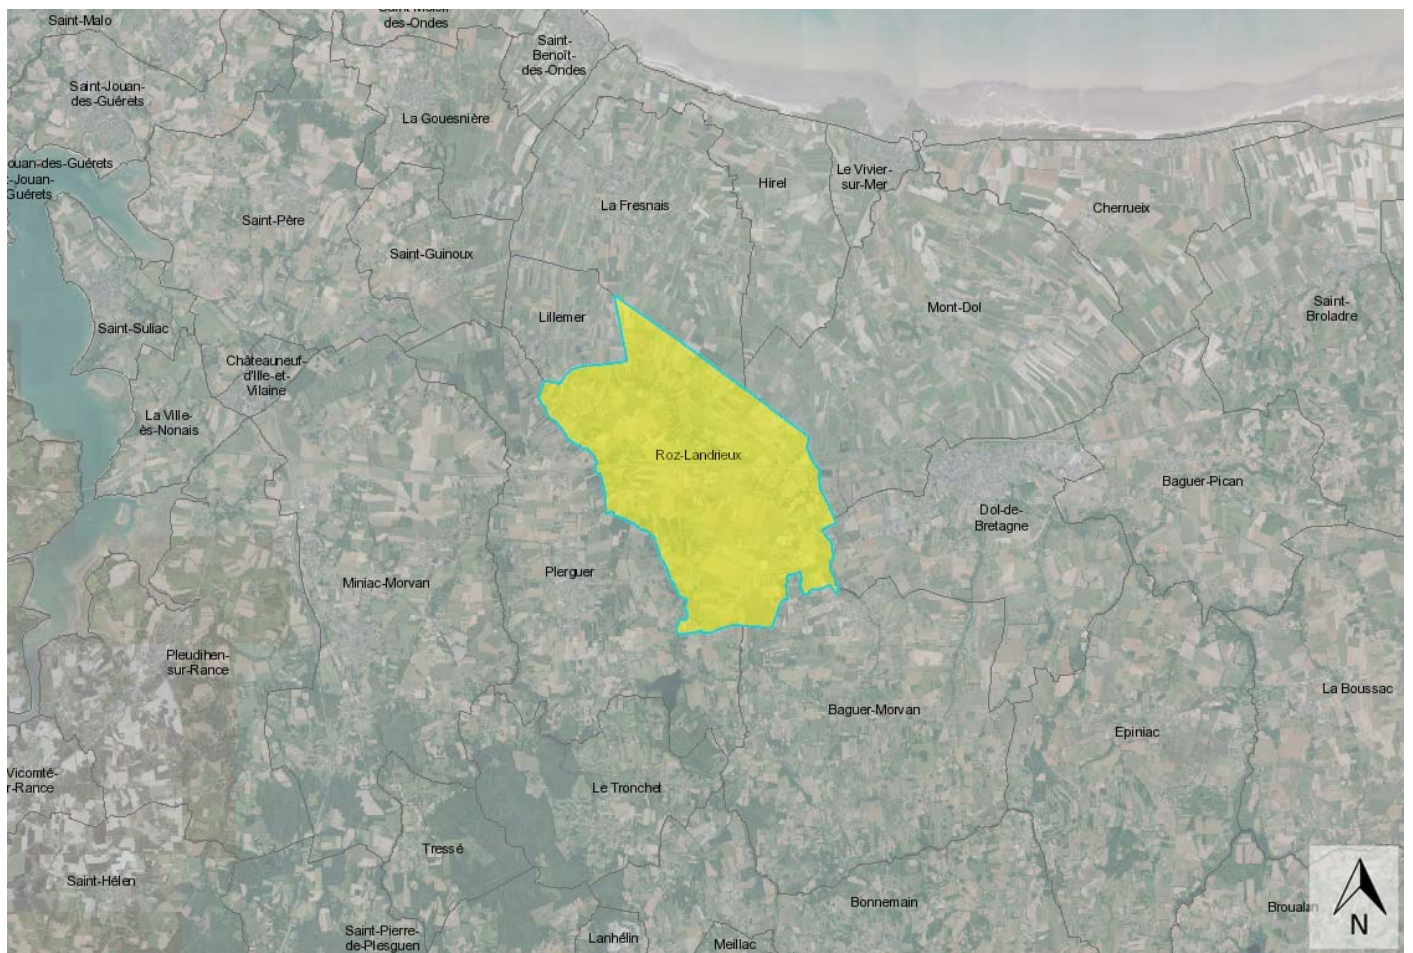 Saint-Malo
des-Ondes
Saint-
Benoît-
des-Ondes
Saint-Jouan-
des-Guérets
La Gouesnière
ouan-des-Guérets
t-Jouan-
Guérets
Hirel
Le Vivier-
sur-Mer
La Fresnais
Cherrueix
Saint-Père
Saint-Guinoux
Lillemer
Mont-Dol
Saint-
Broladre
Saint-Suliac
Châteauneuf-
d'Ille-et-
Vilaine
La Ville-
ès-Nonais
Roz-Landrieux
Baguer-Pican
Dol-de-
Bretagne
Plerguer
Miniac-Morvan
Pleudihen-
sur-Rance
La Boussac
Baguer-Morvan
Epiniac
Vicomté-
r-Rance
Le Tronchet
Tressé
Saint-Hélen
Bonnemain
Broualan
Saint-Pierre-
de-Plesguen
Lanhélin
Meillac
N